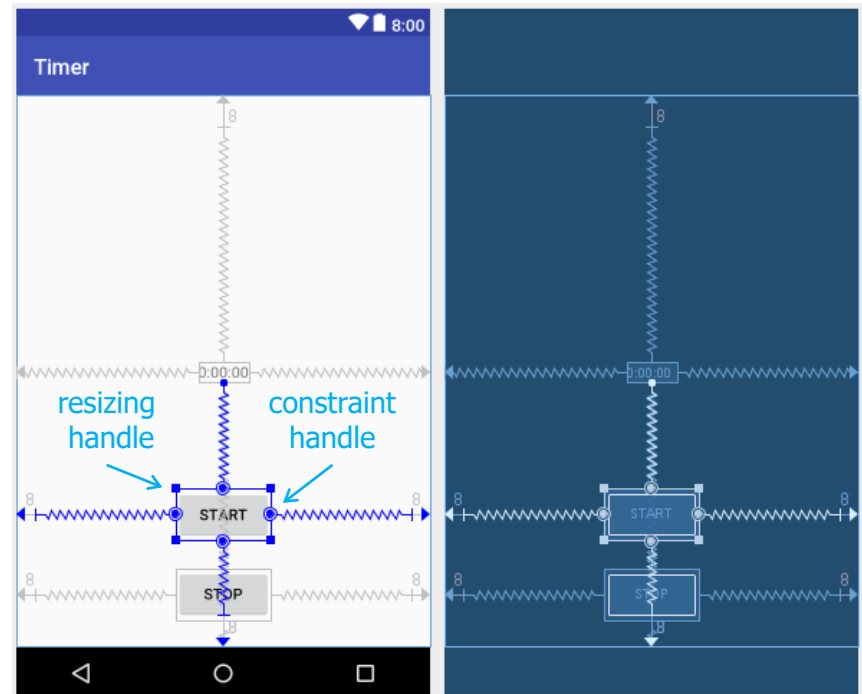 8:00
Timer
8
0:00:00
resizing
handle
constraint
handle
8
8
START
8
8
STOP
8
8
0:00:00
8
8
START
8
8
STOP
8